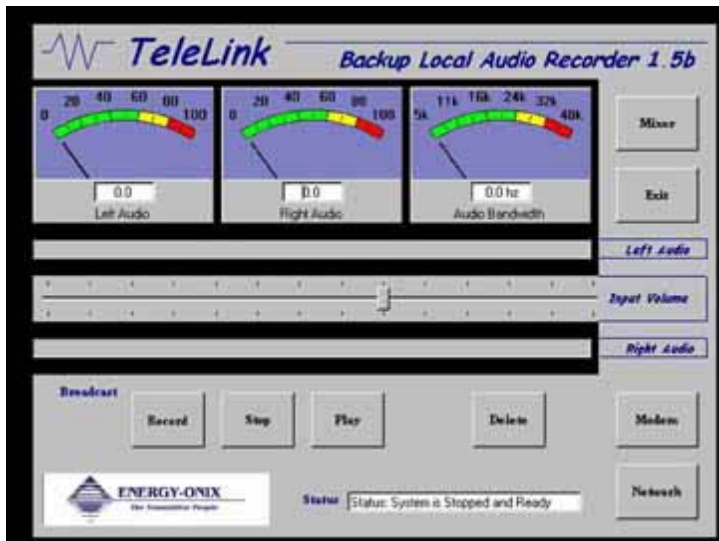 TeleLink
Backup Local Audio Recorder 1.5b
0 20 40 60 80 100
0 20 40 60 80 100
5k 11k 16k 24k 32k 40k
0.0
0.0
0.0 hz
Left Audio
Right Audio
Audio Bandwidth
Mixer
Exit
Left Audio
Input Volume
Right Audio
Broadcast
Record
Stop
Play
Delete
Modem
Network
ENERGY-ONIX
The Transmitter People
Status
Status: System is Stopped and Ready